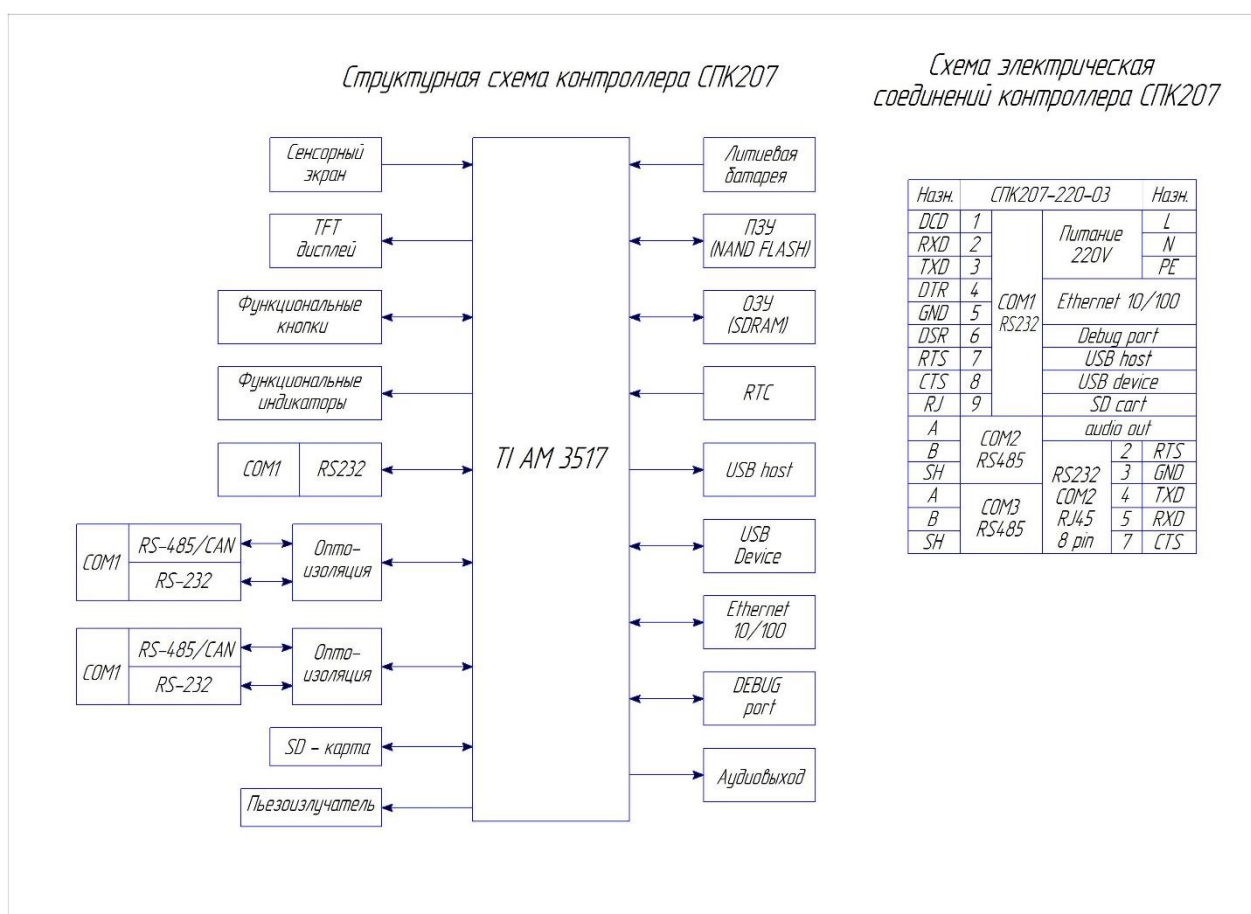 Структурная схема контроллера СПК207
Сенсорный
экран
TFT
дисплей
Функциональные
кнопки
Функциональные
индикаторы
COM1 RS232
COM1
RS-485/CAN
RS-232
Опто-
изоляция
COM1
RS-485/CAN
RS-232
Опто-
изоляция
SD - карта
Пьезоизлучатель
TI AM 3517
Литиевая
батарея
ПЗУ
(NAND FLASH)
ОЗУ
(SDRAM)
RTC
USB host
USB
Device
Ethernet
10/100
DEBUG
port
Аудиовыход
Схема электрическая
соединений контроллера СПК207
Назн. СПК207-220-03 Назн.
DCD 1
RXD 2
TXD 3
DTR 4
GND 5
DSR 6
RTS 7
CTS 8
RJ 9
COM1
RS232
Питание
220V
L
N
PE
Ethernet 10/100
Debug port
USB host
USB device
SD cart
audio out
A
B
SH
COM2
RS485
A
B
SH
COM3
RS485
RS232
COM2
RJ45
8 pin
2 RTS
3 GND
4 TXD
5 RXD
7 CTS